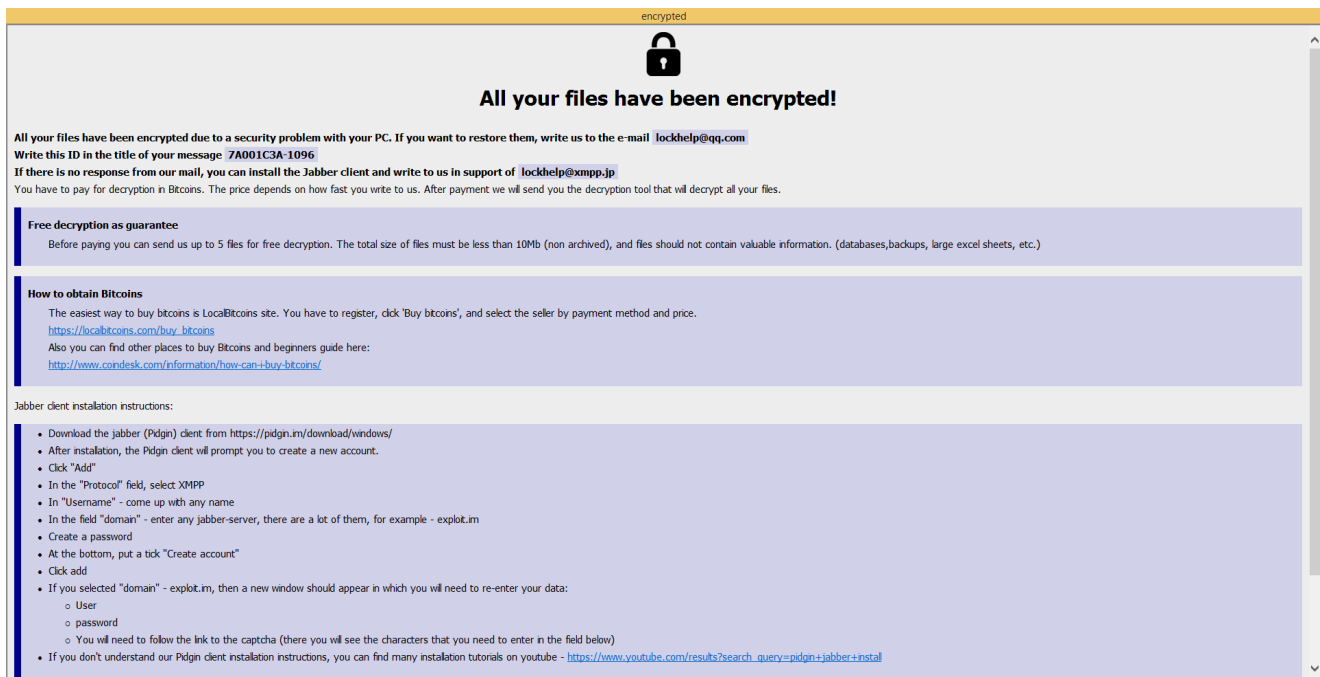 encrypted
All your files have been encrypted!
All your files have been encrypted due to a security problem with your PC. If you want to restore them, write us to the e-mail lockhelp@qq.com
Write this ID in the title of your message 7A001C3A-1096
If there is no response from our mail, you can install the Jabber client and write to us in support of lockhelp@xmpp.jp
You have to pay for decryption in Bitcoins. The price depends on how fast you write to us. After payment we will send you the decryption tool that will decrypt all your files.
Free decryption as guarantee
Before paying you can send us up to 5 files for free decryption. The total size of files must be less than 10Mb (non archived), and files should not contain valuable information. (databases,backups, large excel sheets, etc.)
How to obtain Bitcoins
The easiest way to buy bitcoins is LocalBitcoins site. You have to register, click 'Buy bitcoins', and select the seller by payment method and price.
https://localbitcoins.com/buy_bitcoins
Also you can find other places to buy Bitcoins and beginners guide here:
http://www.coindesk.com/information/how-can-i-buy-bitcoins/
Jabber client installation instructions:
• Download the jabber (Pidgin) client from https://pidgin.im/download/windows/
• After installation, the Pidgin client will prompt you to create a new account.
• Click "Add"
• In the "Protocol" field, select XMPP
• In "Username" - come up with any name
• In the field "domain" - enter any jabber-server, there are a lot of them, for example - exploit.im
• Create a password
• At the bottom, put a tick "Create account"
• Click add
• If you selected "domain" - exploit.im, then a new window should appear in which you will need to re-enter your data:
○ User
○ password
○ You will need to follow the link to the captcha (there you will see the characters that you need to enter in the field below)
• If you don't understand our Pidgin client installation instructions, you can find many installation tutorials on youtube - https://www.youtube.com/results?search_query=pidgin+jabber+install